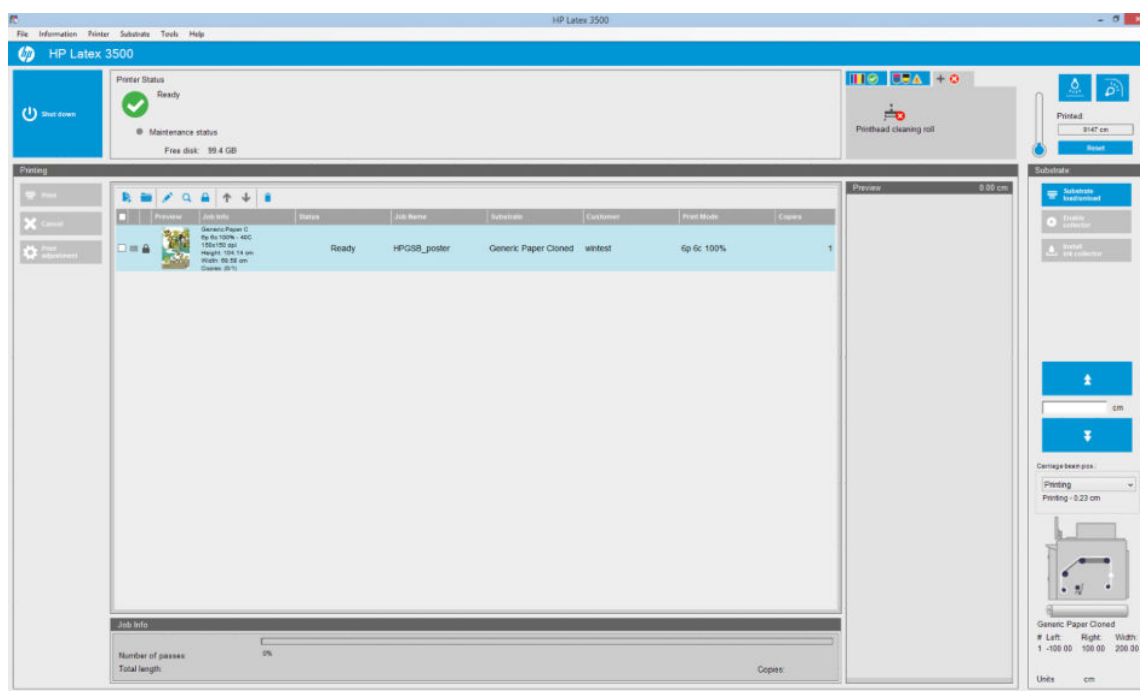 HP Latex 3500
File Information Printer Substrate Tools Help
hp HP Latex 3500
Shut down
Printer Status
Ready
Maintenance status
Free disk: 99.4 GB
Printhead cleaning roll
Printed:
8147 cm
Reset
Printing
Print
Cancel
Print adjustment
Preview Job Info Status Job Name Substrate Customer Print Mode Copies
Generic Paper C
6p 6c 100% - 40C
150x150 dpi
Height: 104.14 cm
Copies: (0/1)
Ready HPGSB_poster Generic Paper Cloned wintest 6p 6c 100% 1
Preview 0.00 cm
Substrate:
Substrate load/unload
Enable collector
Install ink collector
cm
Carriage beam pos.:
Printing
Printing - 0.23 cm
Generic Paper Cloned
# Left: Right: Width:
1 -100.00 100.00 200.00
Units cm
Job Info
Number of passes:
0%
Total length:
Copies: